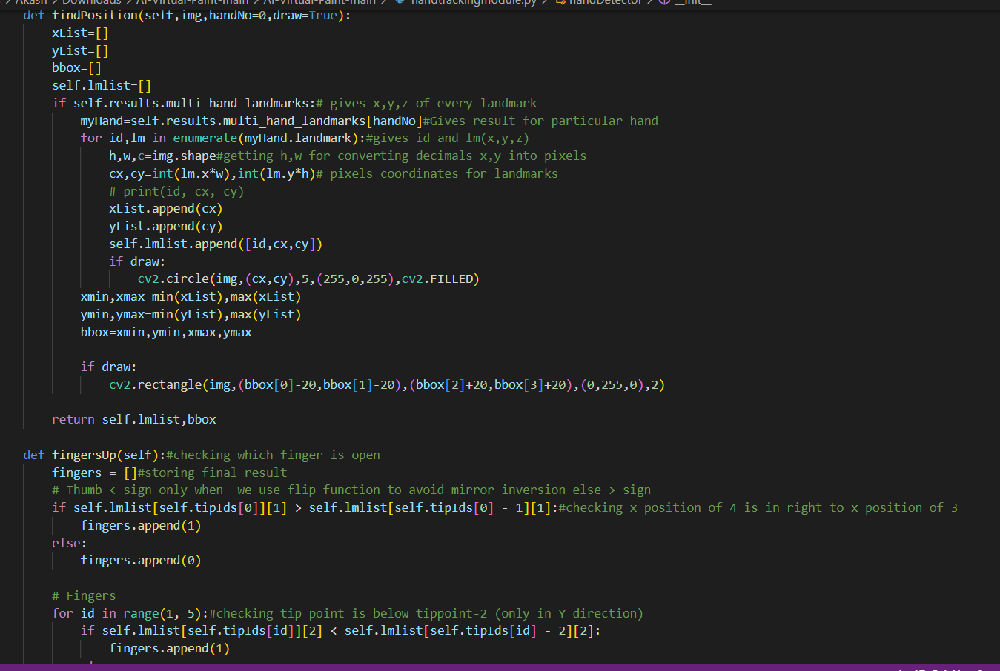 Akash > Downloads > AI-Virtual-Paint-main > AI-Virtual-Paint-main > handtrackingmodule.py > handDetector > __init__
def findPosition(self,img,handNo=0,draw=True):
xList=[]
yList=[]
bbox=[]
self.lmlist=[]
if self.results.multi_hand_landmarks:# gives x,y,z of every landmark
myHand=self.results.multi_hand_landmarks[handNo]#Gives result for particular hand
for id,lm in enumerate(myHand.landmark):#gives id and lm(x,y,z)
h,w,c=img.shape#getting h,w for converting decimals x,y into pixels
cx,cy=int(lm.x*w),int(lm.y*h)# pixels coordinates for landmarks
# print(id, cx, cy)
xList.append(cx)
yList.append(cy)
self.lmlist.append([id,cx,cy])
if draw:
cv2.circle(img,(cx,cy),5,(255,0,255),cv2.FILLED)
xmin,xmax=min(xList),max(xList)
ymin,ymax=min(yList),max(yList)
bbox=xmin,ymin,xmax,ymax
if draw:
cv2.rectangle(img,(bbox[0]-20,bbox[1]-20),(bbox[2]+20,bbox[3]+20),(0,255,0),2)
return self.lmlist,bbox
def fingersUp(self):#checking which finger is open
fingers = []#storing final result
# Thumb < sign only when  we use flip function to avoid mirror inversion else > sign
if self.lmlist[self.tipIds[0]][1] > self.lmlist[self.tipIds[0] - 1][1]:#checking x position of 4 is in right to x position of 3
fingers.append(1)
else:
fingers.append(0)
# Fingers
for id in range(1, 5):#checking tip point is below tippoint-2 (only in Y direction)
if self.lmlist[self.tipIds[id]][2] < self.lmlist[self.tipIds[id] - 2][2]:
fingers.append(1)